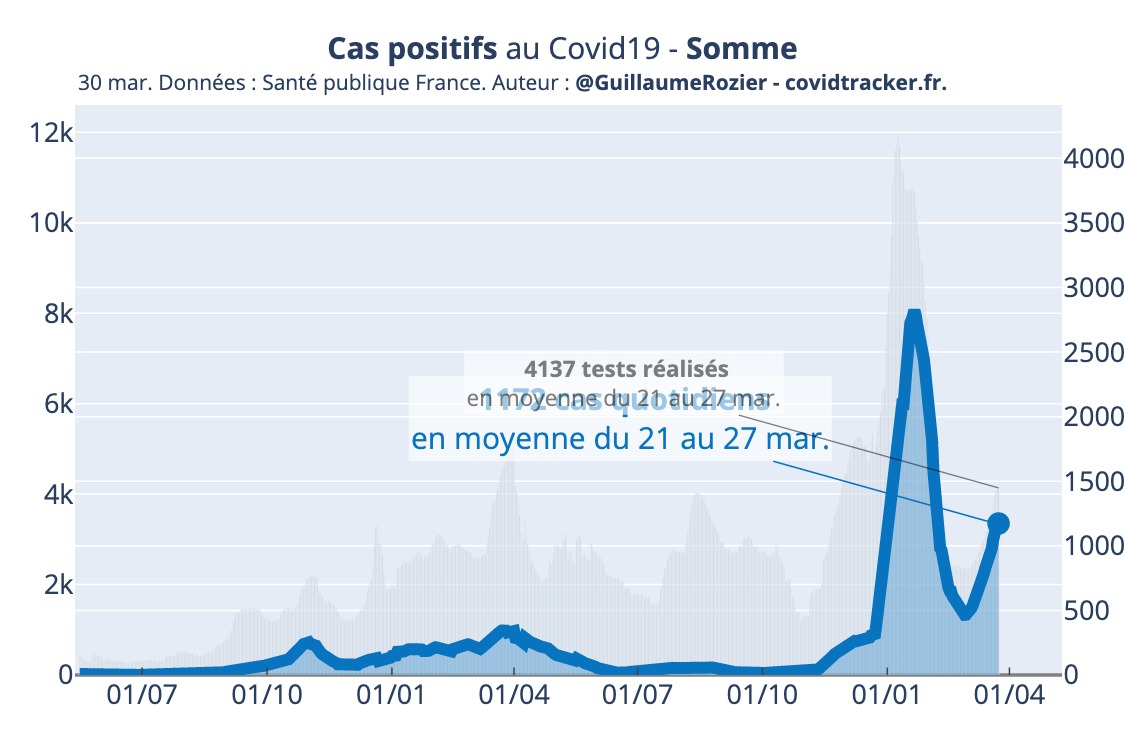 Cas positifs au Covid19 - Somme
30 mar. Données : Santé publique France. Auteur : @GuillaumeRozier - covidtracker.fr.
12k
10k
8k
6k
4k
2k
0
4000
3500
3000
2500
2000
1500
1000
500
0
4137 tests réalisés
en moyenne du 21 au 27 mar.
1172 cas quotidiens
en moyenne du 21 au 27 mar.
01/07
01/10
01/01
01/04
01/07
01/10
01/01
01/04